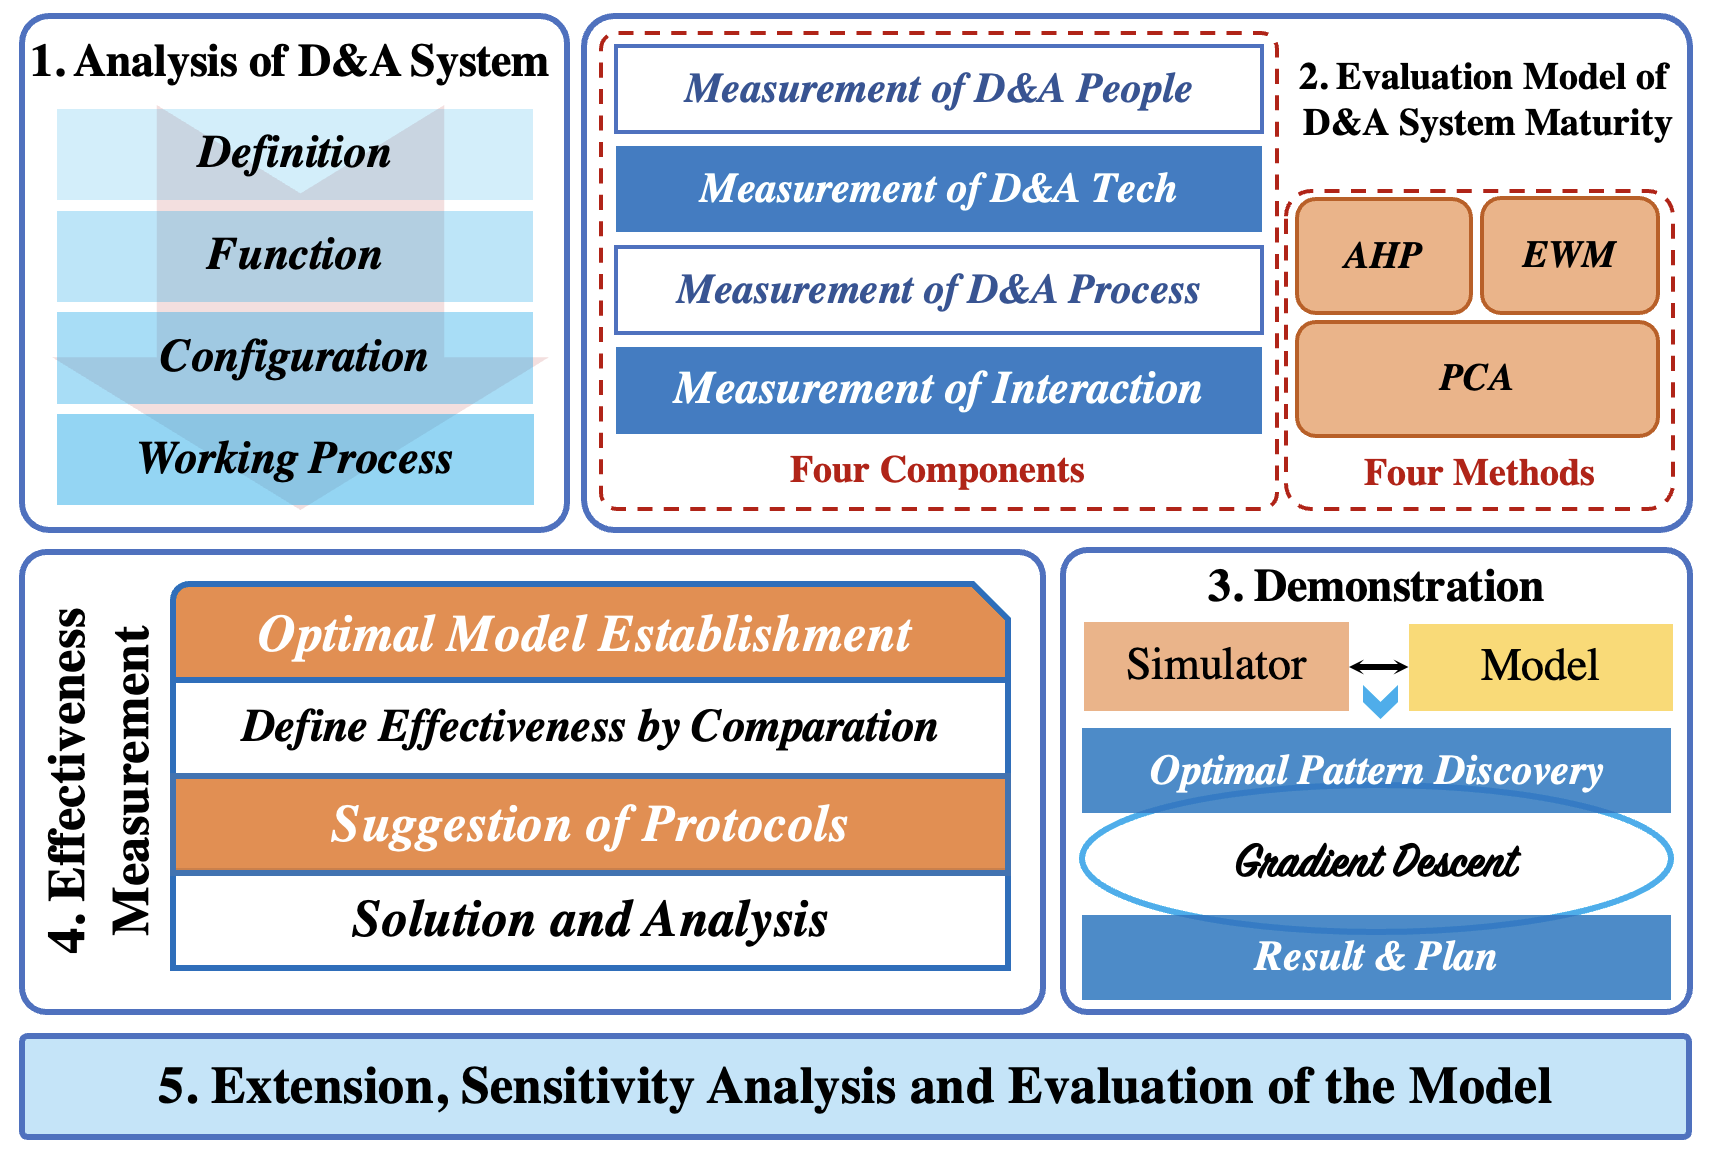 1. Analysis of D&A System
Definition
Function
Configuration
Working Process
Measurement of D&A People
Measurement of D&A Tech
Measurement of D&A Process
Measurement of Interaction
Four Components
2. Evaluation Model of
D&A System Maturity
AHP
EWM
PCA
Four Methods
3. Demonstration
Simulator
Model
Optimal Pattern Discovery
Gradient Descent
Result & Plan
4. Effectiveness
Measurement
Optimal Model Establishment
Define Effectiveness by Comparation
Suggestion of Protocols
Solution and Analysis
5. Extension, Sensitivity Analysis and Evaluation of the Model